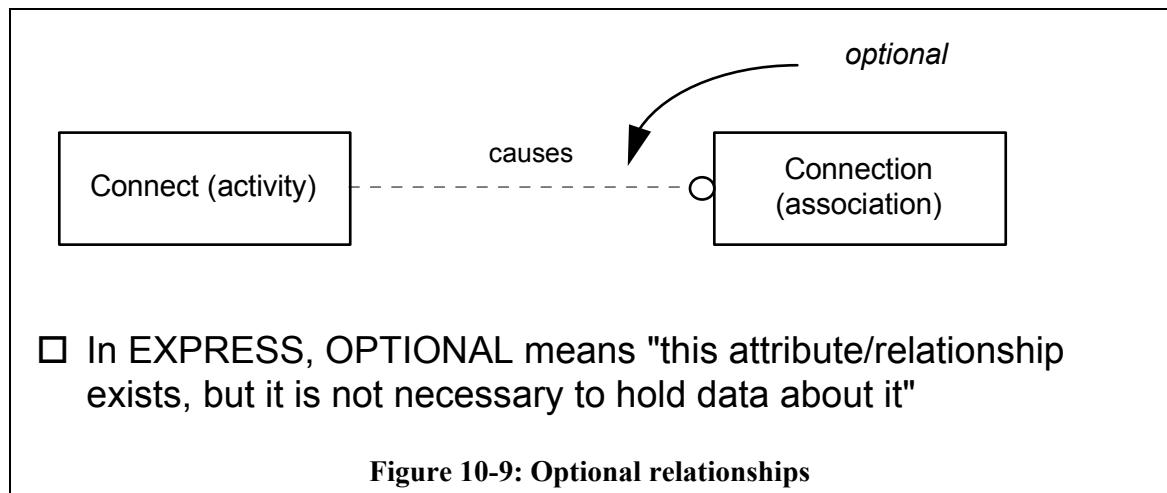 optional
causes
Connect (activity)
Connection
(association)
☐ In EXPRESS, OPTIONAL means "this attribute/relationship
exists, but it is not necessary to hold data about it"
Figure 10-9: Optional relationships